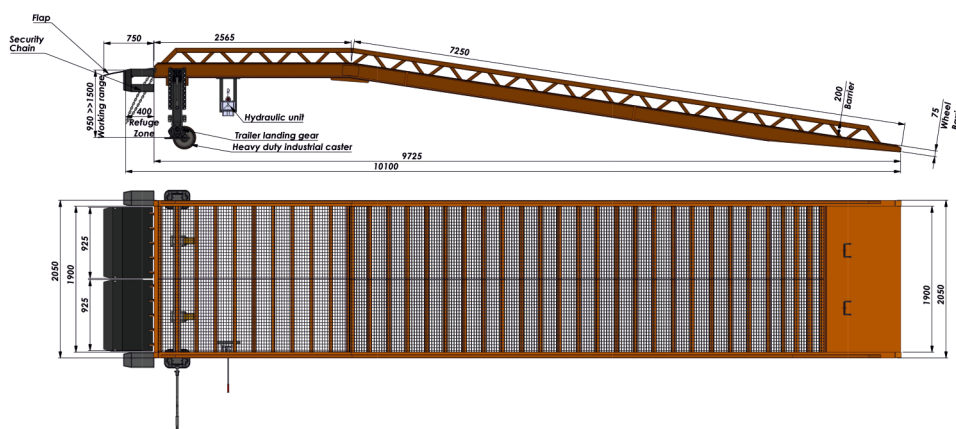 Flap
Security
Chain
750
2565
7250
950 >>1500
Working range
400
Refuge
Zone
Hydraulic unit
Trailer landing gear
Heavy duty industrial caster
200
Barrier
75
Wheel
9725
10100
2050
1900
925
925
1900
2050